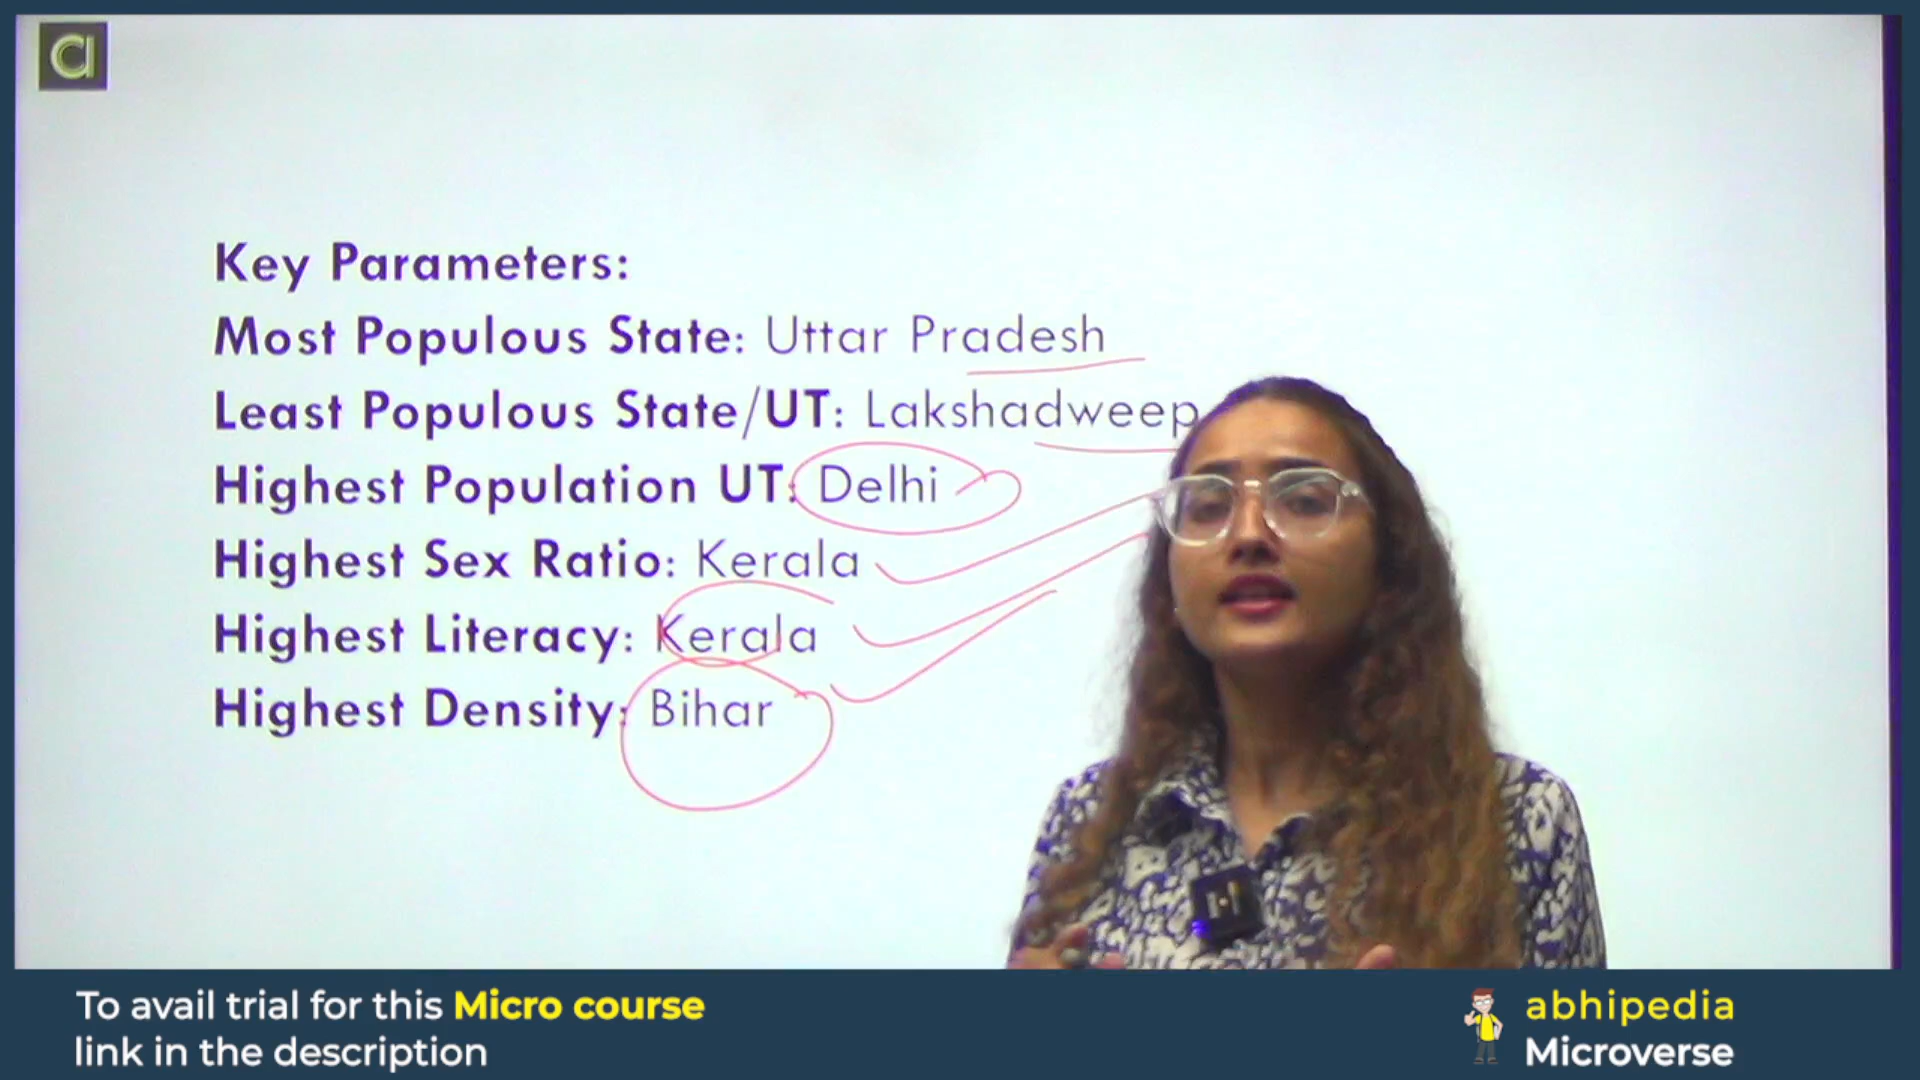 a
Key Parameters:
Most Populous State: Uttar Pradesh
Least Populous State/UT: Lakshadweep
Highest Population UT: Delhi
Highest Sex Ratio: Kerala
Highest Literacy: Kerala
Highest Density: Bihar
To avail trial for this Micro course
link in the description
abhipedia
Microverse